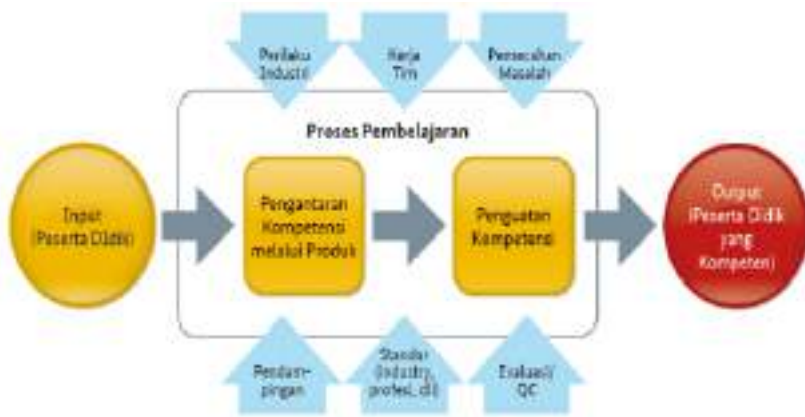 Perilaku
Industri
Kerja
Tim
Pemecahan
Masalah
Proses Pembelajaran
Input
(Peserta Didik)
Pengantaran
Kompetensi
melalui Produk
Penguatan
Kompetensi
Output
(Peserta Didik
yang
Kompeten)
Pendam-
pingan
Standar
(industry,
profesi, dll)
Evaluasi/
QC